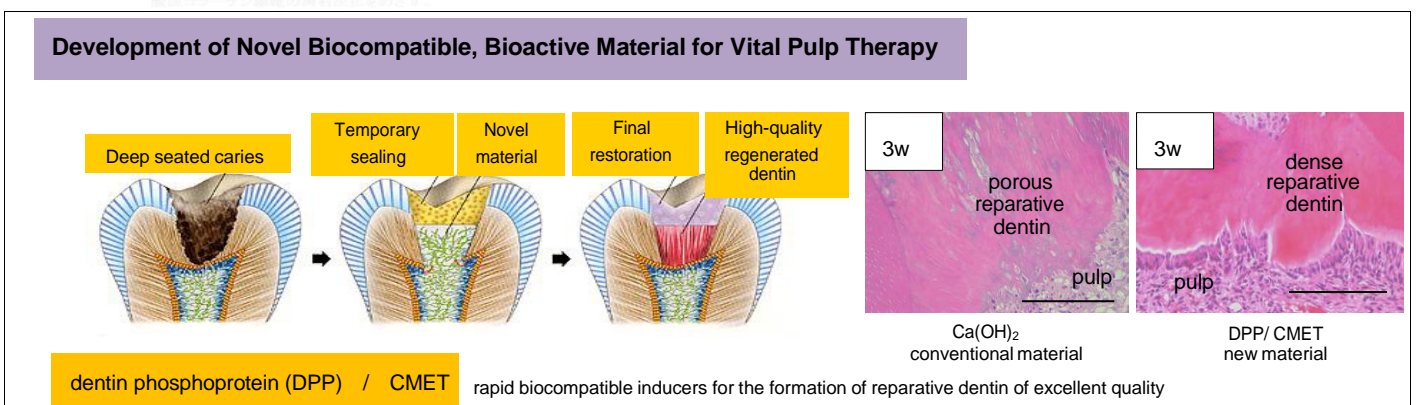 Development of Novel Biocompatible, Bioactive Material for Vital Pulp Therapy
Deep seated caries
Temporary
sealing
Novel
material
Final
restoration
High-quality
regenerated
dentin
3w
porous
reparative
dentin
pulp
3w
dense
reparative
dentin
pulp
Ca(OH)₂
conventional material
DPP/ CMET
new material
dentin phosphoprotein (DPP) / CMET
rapid biocompatible inducers for the formation of reparative dentin of excellent quality